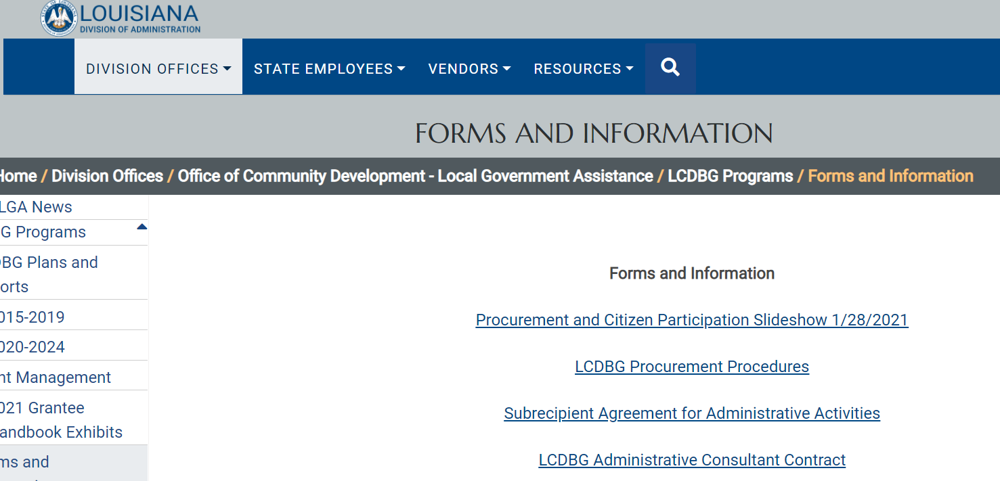 LOUISIANA
DIVISION OF ADMINISTRATION
DIVISION OFFICES STATE EMPLOYEES VENDORS RESOURCES
FORMS AND INFORMATION
Home / Division Offices / Office of Community Development - Local Government Assistance / LCDBG Programs / Forms and Information
LGA News
G Programs
BG Plans and
orts
015-2019
020-2024
nt Management
021 Grantee
andbook Exhibits
ms and
Forms and Information
Procurement and Citizen Participation Slideshow 1/28/2021
LCDBG Procurement Procedures
Subrecipient Agreement for Administrative Activities
LCDBG Administrative Consultant Contract